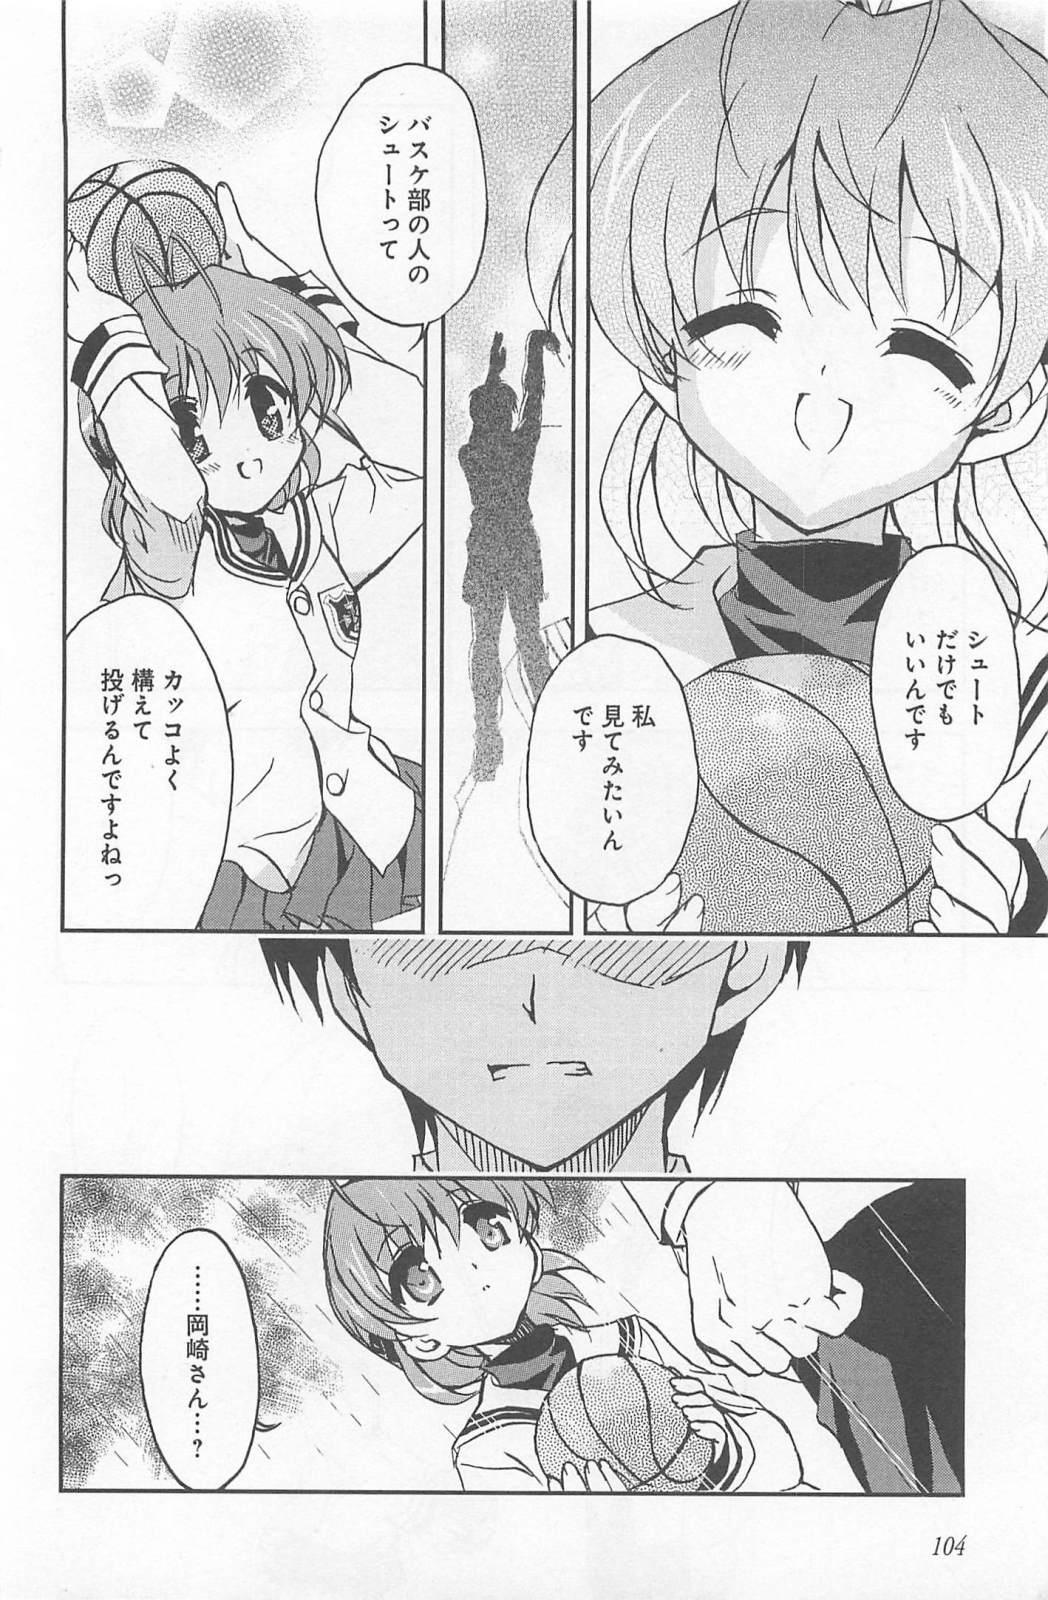 シュート
だけでも
いいんです
私
見てみたいん
です
バスケ部の人の
シュートって
カッコよく
構えて
投げるんですよねっ
……岡崎さん…?
104